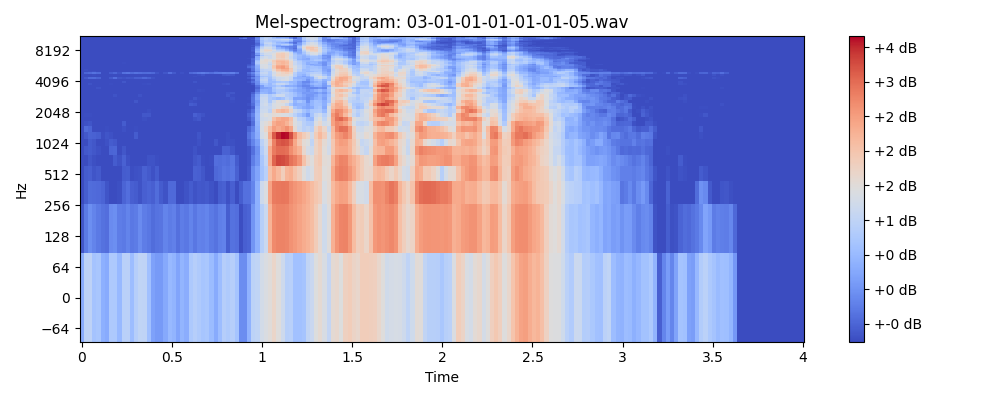 Mel-spectrogram: 03-01-01-01-01-01-05.wav
8192
4096
2048
1024
512
256
128
64
0
−64
Hz
0
0.5
1
1.5
2
2.5
3
3.5
4
Time
+4 dB
+3 dB
+2 dB
+2 dB
+2 dB
+1 dB
+0 dB
+0 dB
+-0 dB